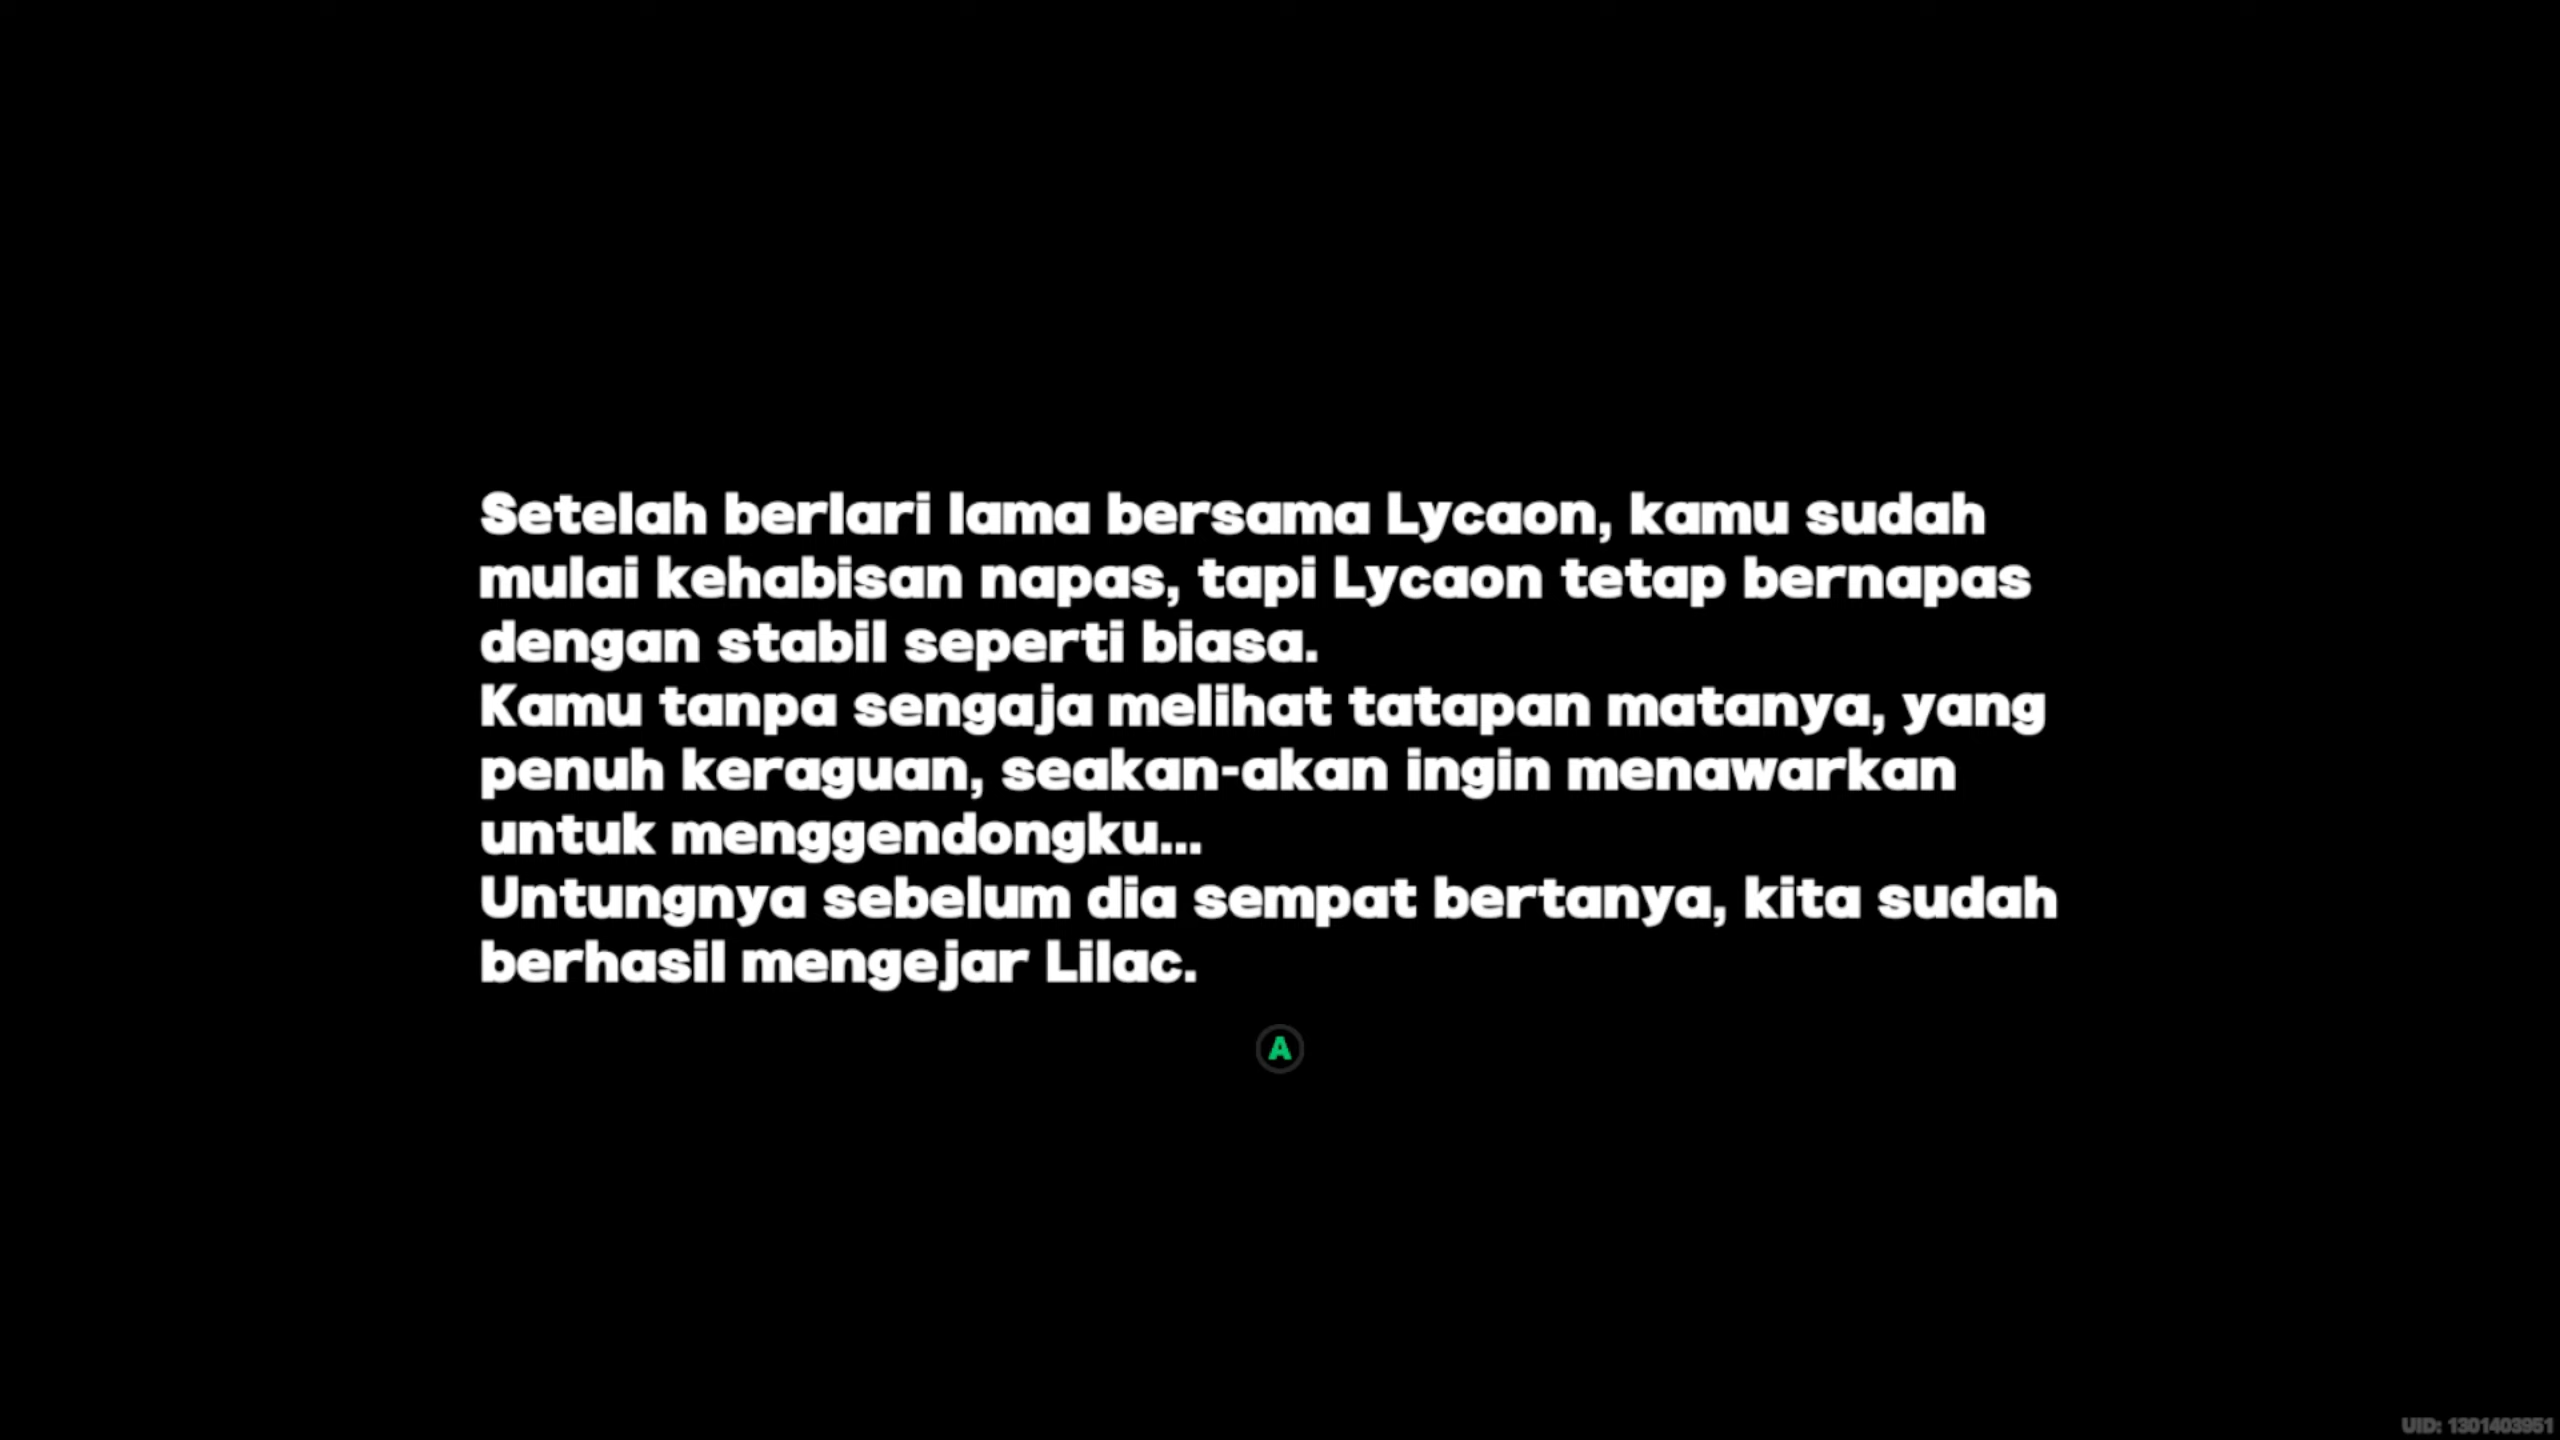 Setelah berlari lama bersama Lycaon, kamu sudah
mulai kehabisan napas, tapi Lycaon tetap bernapas
dengan stabil seperti biasa.
Kamu tanpa sengaja melihat tatapan matanya, yang
penuh keraguan, seakan-akan ingin menawarkan
untuk menggendongku...
Untungnya sebelum dia sempat bertanya, kita sudah
berhasil mengejar Lilac.
A
UID: 1301403951